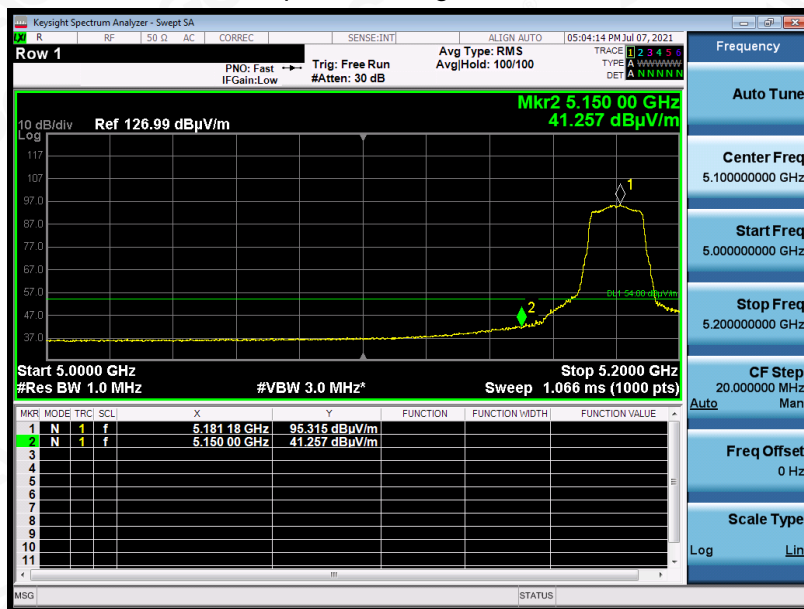 Keysight Spectrum Analyzer - Swept SA
LXI R RF 50 Ω AC CORREC SENSE:INT ALIGN AUTO 05:04:14 PM Jul 07, 2021
Row 1
PNO: Fast
IFGain:Low
Trig: Free Run
#Atten: 30 dB
Avg Type: RMS
Avg|Hold: 100/100
TRACE 1 2 3 4 5 6
TYPE A WWWWW
DET A N N N N N
Mkr2 5.150 00 GHz
41.257 dBµV/m
10 dB/div Ref 126.99 dBµV/m
Log
117
107
97.0
87.0
77.0
67.0
57.0
47.0
37.0
1
2
DL1 54.00 dBµV/m
Start 5.0000 GHz Stop 5.2000 GHz
#Res BW 1.0 MHz #VBW 3.0 MHz* Sweep 1.066 ms (1000 pts)
MKR MODE TRC SCL X Y FUNCTION FUNCTION WIDTH FUNCTION VALUE
1 N 1 f 5.181 18 GHz 95.315 dBµV/m
2 N 1 f 5.150 00 GHz 41.257 dBµV/m
3
4
5
6
7
8
9
10
11
MSG STATUS
Frequency
Auto Tune
Center Freq
5.100000000 GHz
Start Freq
5.000000000 GHz
Stop Freq
5.200000000 GHz
CF Step
20.000000 MHz
Auto Man
Freq Offset
0 Hz
Scale Type
Log Lin